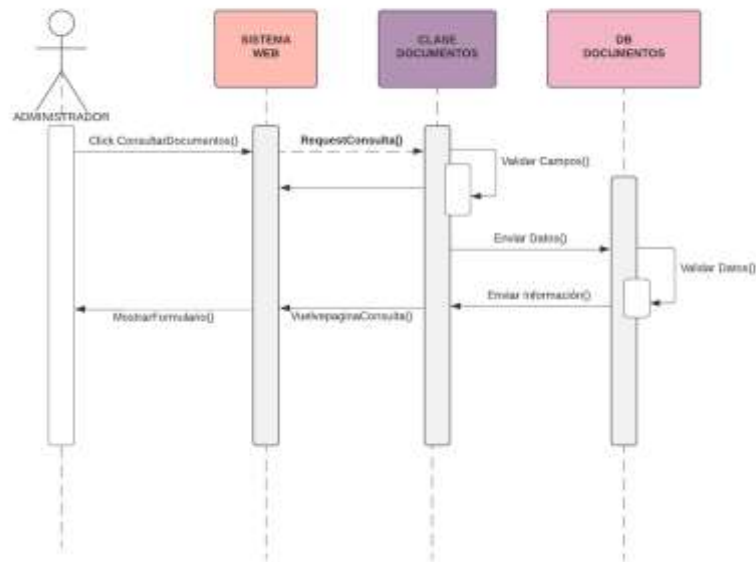 SISTEMA
WEB
CLASE
DOCUMENTOS
DB
DOCUMENTOS
ADMINISTRADOR
Click ConsultarDocumentos()
RequestConsulta()
Validar Campos()
Enviar Datos()
Validar Datos()
Enviar Información()
MostrarFormulario()
VuelvepaginaConsulta()